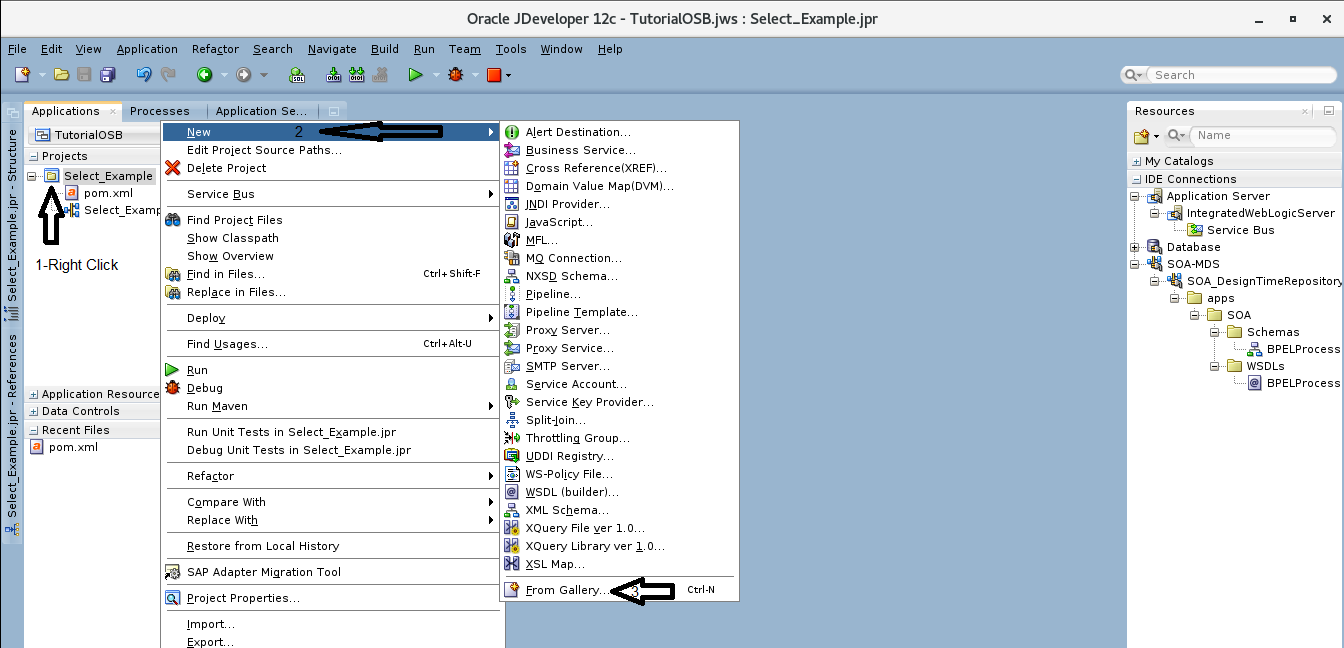 Oracle JDeveloper 12c - TutorialOSB.jws : Select_Example.jpr
File Edit View Application Refactor Search Navigate Build Run Team Tools Window Help
Search
Applications
Processes
Application Se...
TutorialOSB
Projects
Select_Example
pom.xml
Select_Examp
1-Right Click
Application Resource
Data Controls
Recent Files
pom.xml
Select_Example.jpr - Structure
Select_Example.jpr - References
New 2
Edit Project Source Paths...
Delete Project
Service Bus
Find Project Files
Show Classpath
Show Overview
Find in Files... Ctrl+Shift-F
Replace in Files...
Deploy
Find Usages... Ctrl+Alt-U
Run
Debug
Run Maven
Run Unit Tests in Select_Example.jpr
Debug Unit Tests in Select_Example.jpr
Refactor
Compare With
Replace With
Restore from Local History
SAP Adapter Migration Tool
Project Properties...
Import...
Export...
Alert Destination...
Business Service...
Cross Reference(XREF)...
Domain Value Map(DVM)...
JNDI Provider...
JavaScript...
MFL...
MQ Connection...
NXSD Schema...
Pipeline...
Pipeline Template...
Proxy Server...
Proxy Service...
SMTP Server...
Service Account...
Service Key Provider...
Split-Join...
Throttling Group...
UDDI Registry...
WS-Policy File...
WSDL (builder)...
XML Schema...
XQuery File ver 1.0...
XQuery Library ver 1.0...
XSL Map...
From Gallery... 3 Ctrl-N
Resources
Name
My Catalogs
IDE Connections
Application Server
IntegratedWebLogicServer
Service Bus
Database
SOA-MDS
SOA_DesignTimeRepository
apps
SOA
Schemas
BPELProcess
WSDLs
BPELProcess